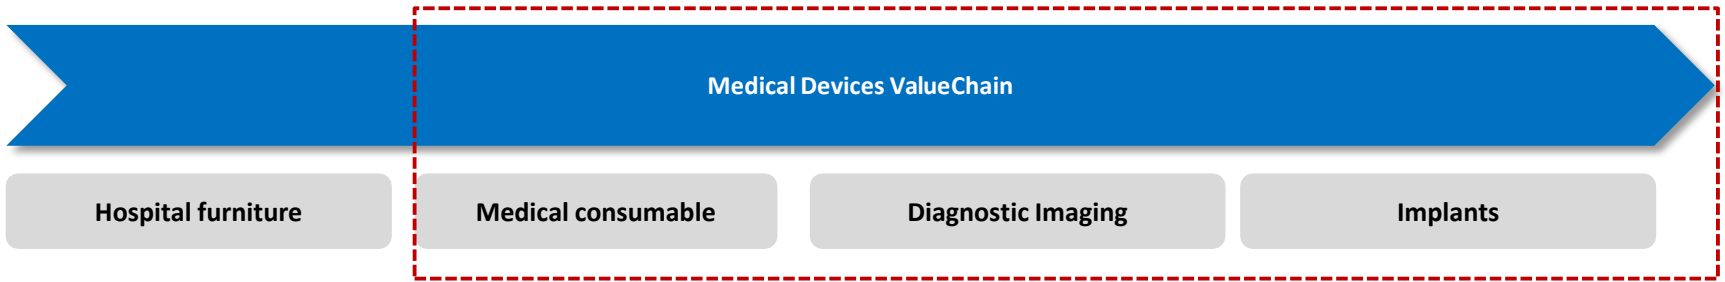 Medical Devices ValueChain
Hospital furniture
Medical consumable
Diagnostic Imaging
Implants